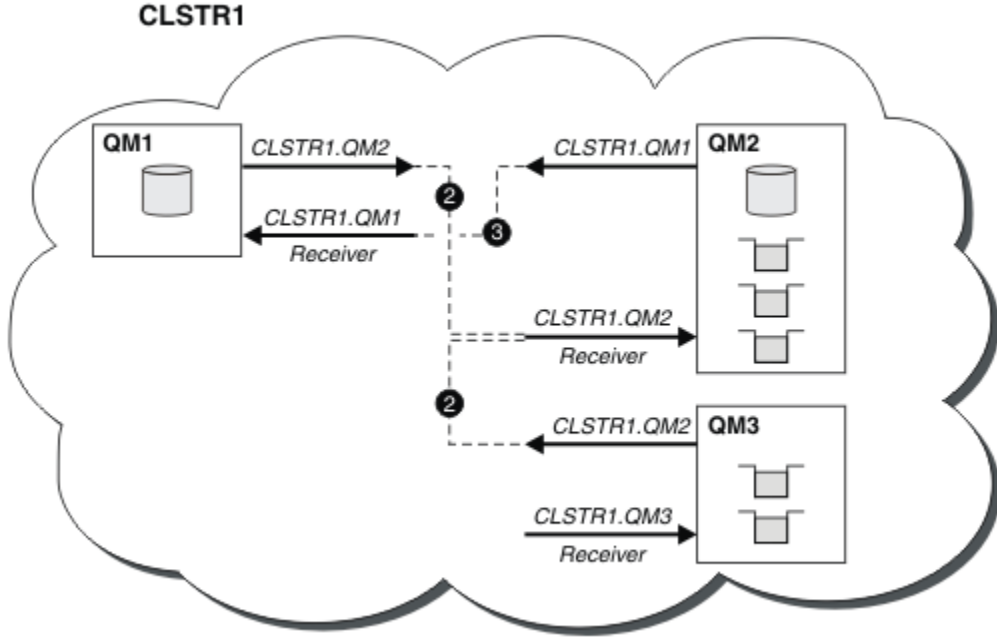 CLSTR1
QM1
CLSTR1.QM2
CLSTR1.QM1
QM2
2
CLSTR1.QM1
Receiver
3
CLSTR1.QM2
Receiver
2
CLSTR1.QM2
QM3
CLSTR1.QM3
Receiver